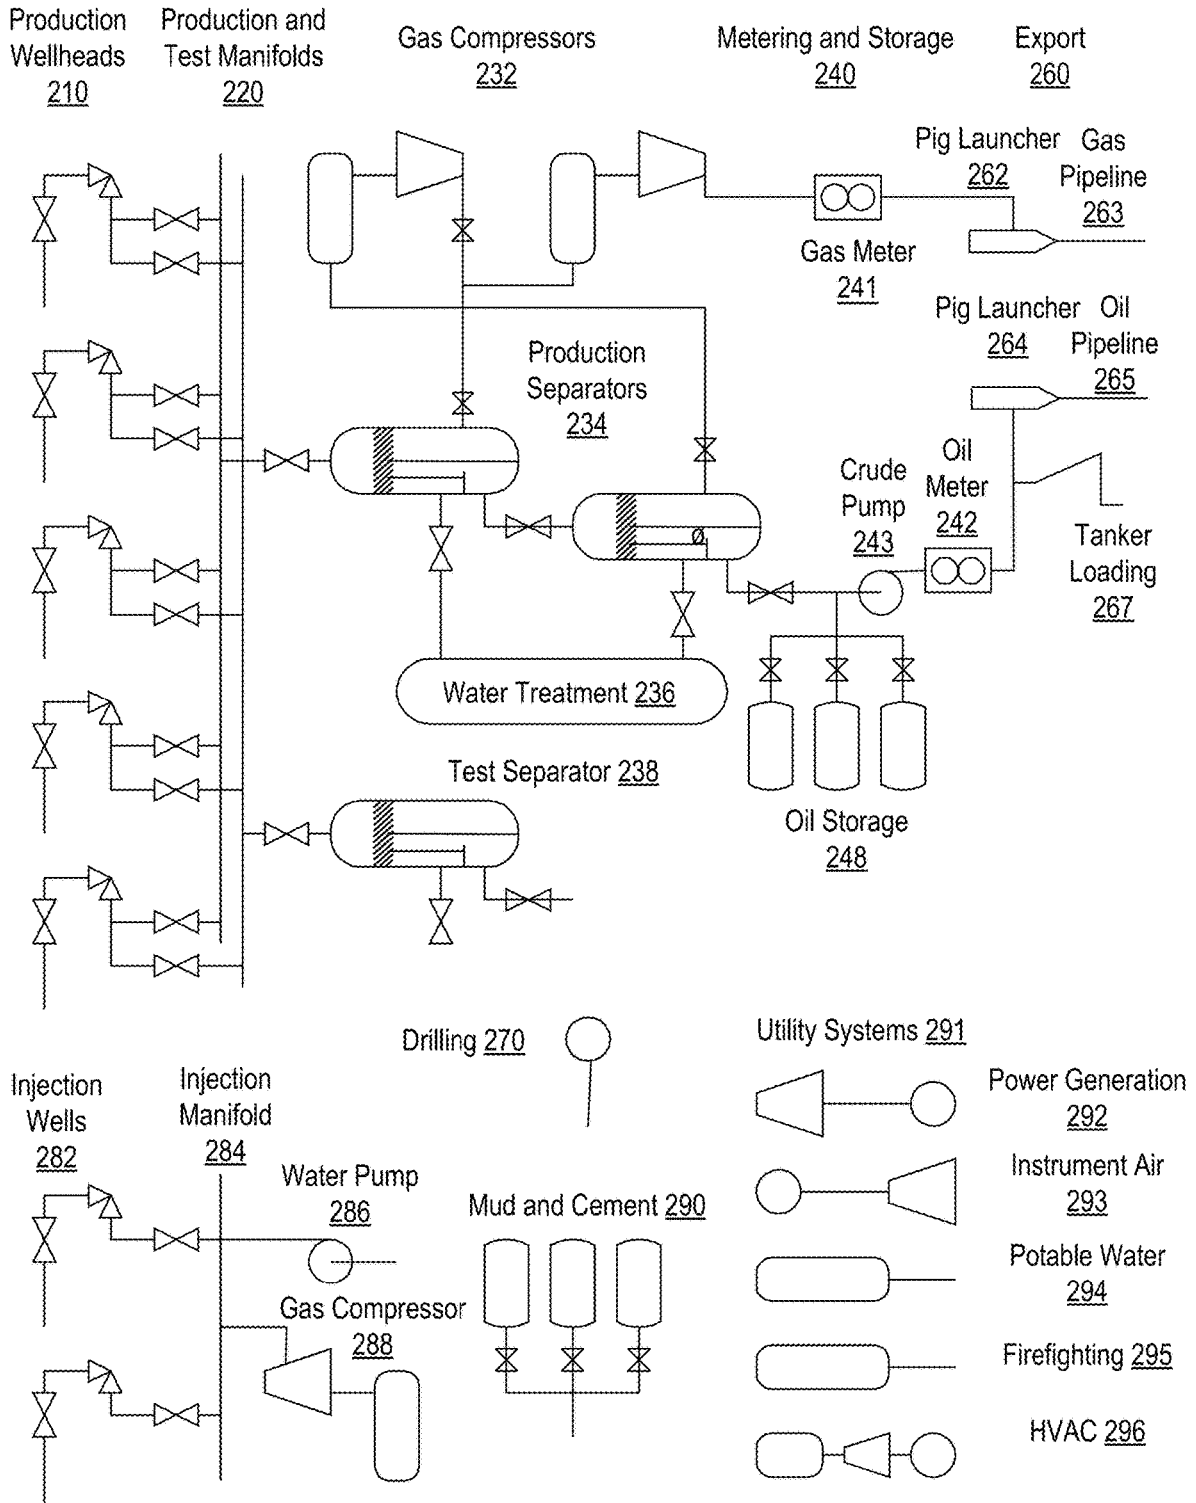 Production
Wellheads
210
Production and
Test Manifolds
220
Gas Compressors
232
Metering and Storage
240
Export
260
Pig Launcher
262
Gas
Pipeline
263
Gas Meter
241
Pig Launcher
264
Oil
Pipeline
265
Production
Separators
234
Crude
Pump
243
Oil
Meter
242
Tanker
Loading
267
Water Treatment 236
Test Separator 238
Oil Storage
248
Drilling 270
Utility Systems 291
Injection
Wells
282
Injection
Manifold
284
Water Pump
286
Gas Compressor
288
Mud and Cement 290
Power Generation
292
Instrument Air
293
Potable Water
294
Firefighting 295
HVAC 296